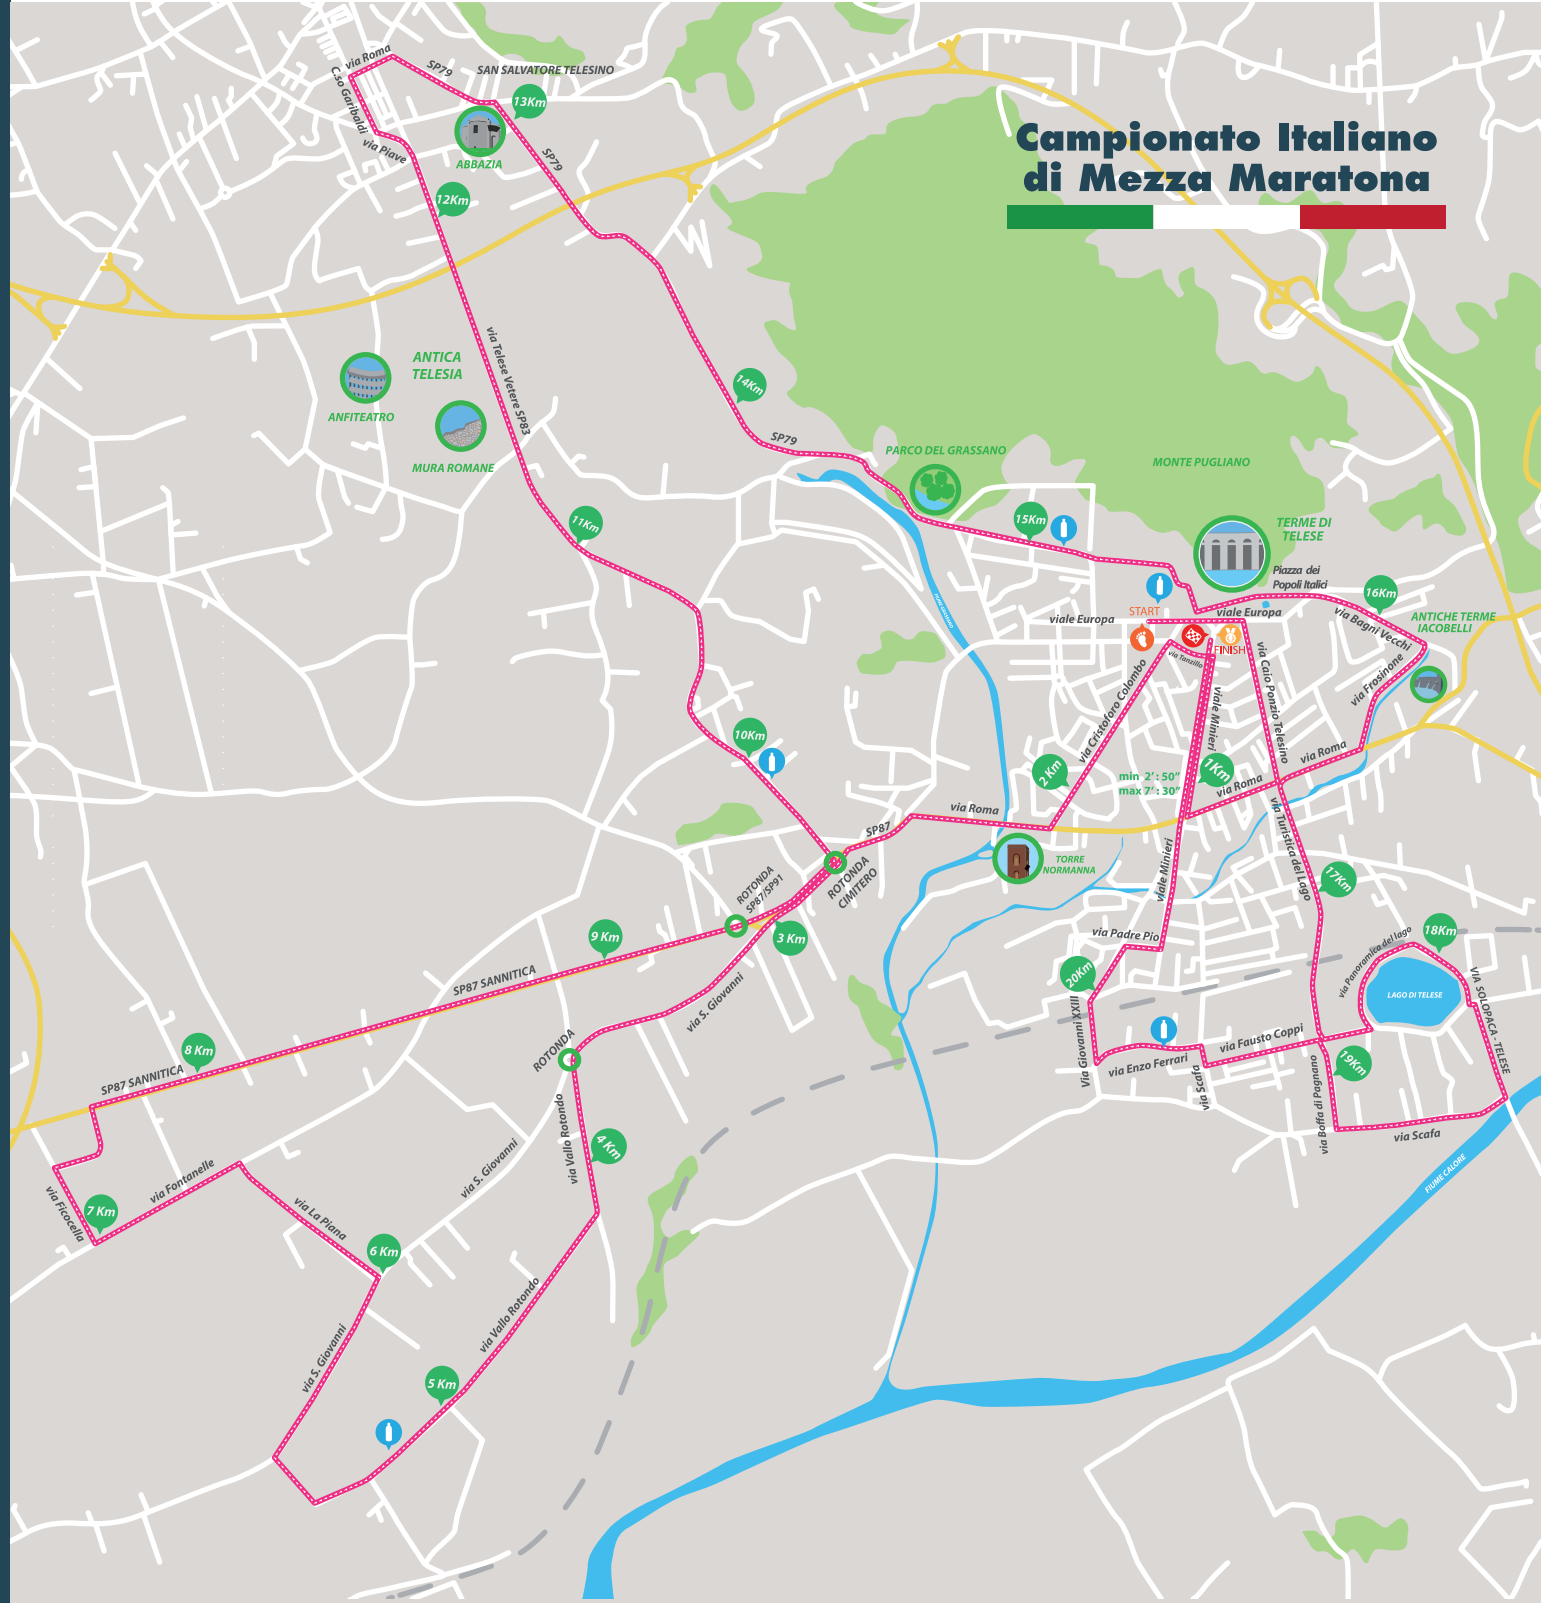 Campionato Italiano
di Mezza Maratona
via Roma
SP79
SAN SALVATORE TELESINO
C.so Garibaldi
13Km
via Piave
ABBAZIA
SP79
12Km
ANTICA
TELESIA
via Telese Vetere SP83
ANFITEATRO
MURA ROMANE
14Km
SP79
PARCO DEL GRASSANO
MONTE PUGLIANO
11Km
15Km
TERME DI
TELESE
Piazza dei
Popoli Italici
START
viale Europa
viale Europa
16Km
via Bagni Vecchi
ANTICHE TERME
IACOBELLI
FINISH
via Tanzillo
via Cristoforo Colombo
viale Minieri
via Caio Ponzio Telesino
via Frosinone
10Km
2 Km
min 2' : 50"
max 7' : 30"
1Km
via Roma
via Roma
via Roma
SP87
via Turistica del Lago
TORRE
NORMANNA
ROTONDA
CIMITERO
ROTONDA
SP87/SP91
viale Minieri
17Km
3 Km
9 Km
via Padre Pio
18Km
via Panoramica del lago
SP87 SANNITICA
20Km
VIA SOLOPACA - TELESE
LAGO DI TELESE
via S. Giovanni
Via Giovanni XXIII
8 Km
ROTONDA
via Fausto Coppi
via Enzo Ferrari
19Km
SP87 SANNITICA
via Scafa
via Boffa di Pagnano
via Vallo Rotondo
4 Km
via Scafa
via S. Giovanni
FIUME CALORE
via Fontanelle
via Ficocella
7 Km
via La Piana
6 Km
via Vallo Rotondo
via S. Giovanni
5 Km